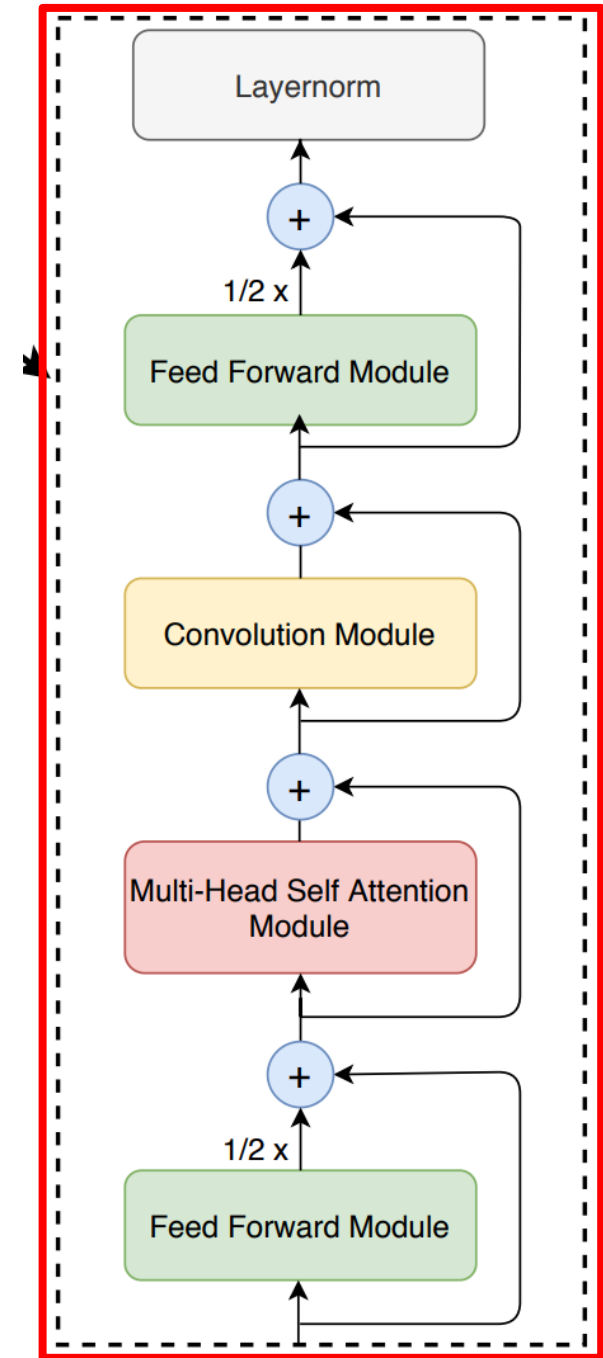 Layernorm
+
1/2 x
Feed Forward Module
+
Convolution Module
+
Multi-Head Self Attention
Module
+
1/2 x
Feed Forward Module